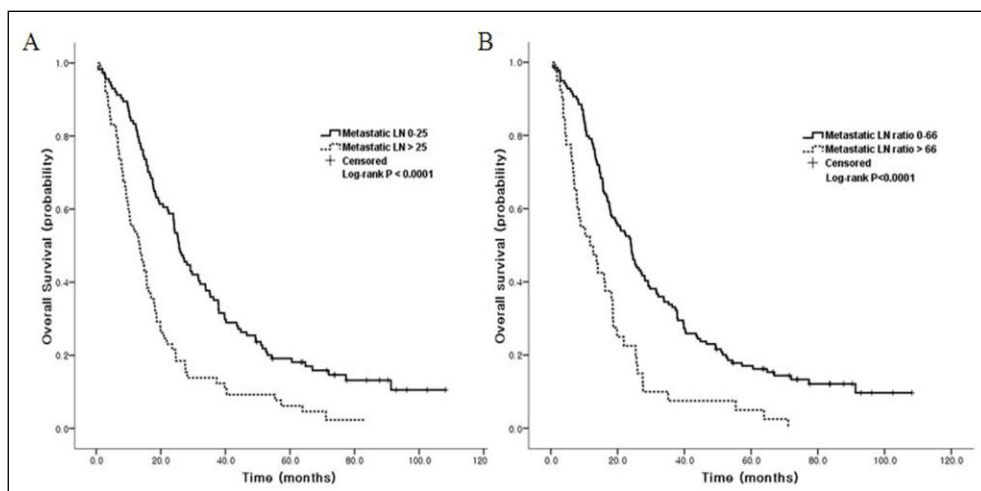 A
Overall Survival (probability)
1.0
0.8
0.6
0.4
0.2
0.0
Metastatic LN 0-25
Metastatic LN > 25
Censored
Log-rank P < 0.0001
0.0 20.0 40.0 60.0 80.0 100.0 120.0
Time (months)
B
Overall Survival (probability)
1.0
0.8
0.6
0.4
0.2
0.0
Metastatic LN ratio 0-66
Metastatic LN ratio > 66
Censored
Log-rank P<0.0001
0.0 20.0 40.0 60.0 80.0 100.0 120.0
Time (months)